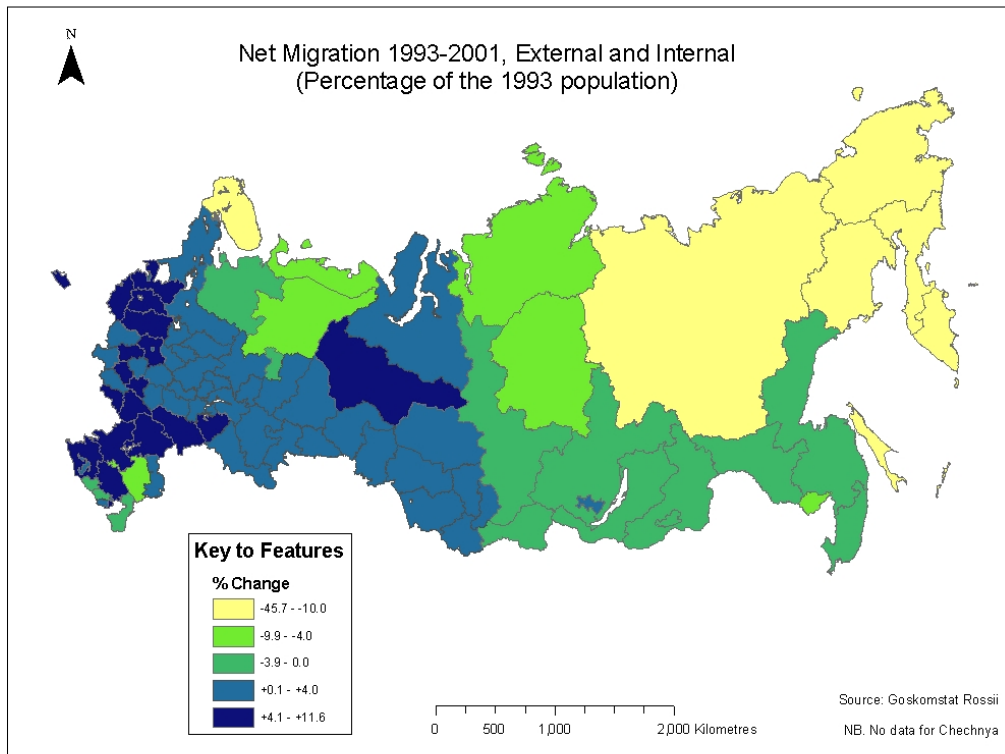 N
Net Migration 1993-2001, External and Internal
(Percentage of the 1993 population)
Key to Features
% Change
-45.7 - -10.0
-9.9 - -4.0
-3.9 - 0.0
+0.1 - +4.0
+4.1 - +11.6
0 500 1,000 2,000 Kilometres
Source: Goskomstat Rossii
NB. No data for Chechnya